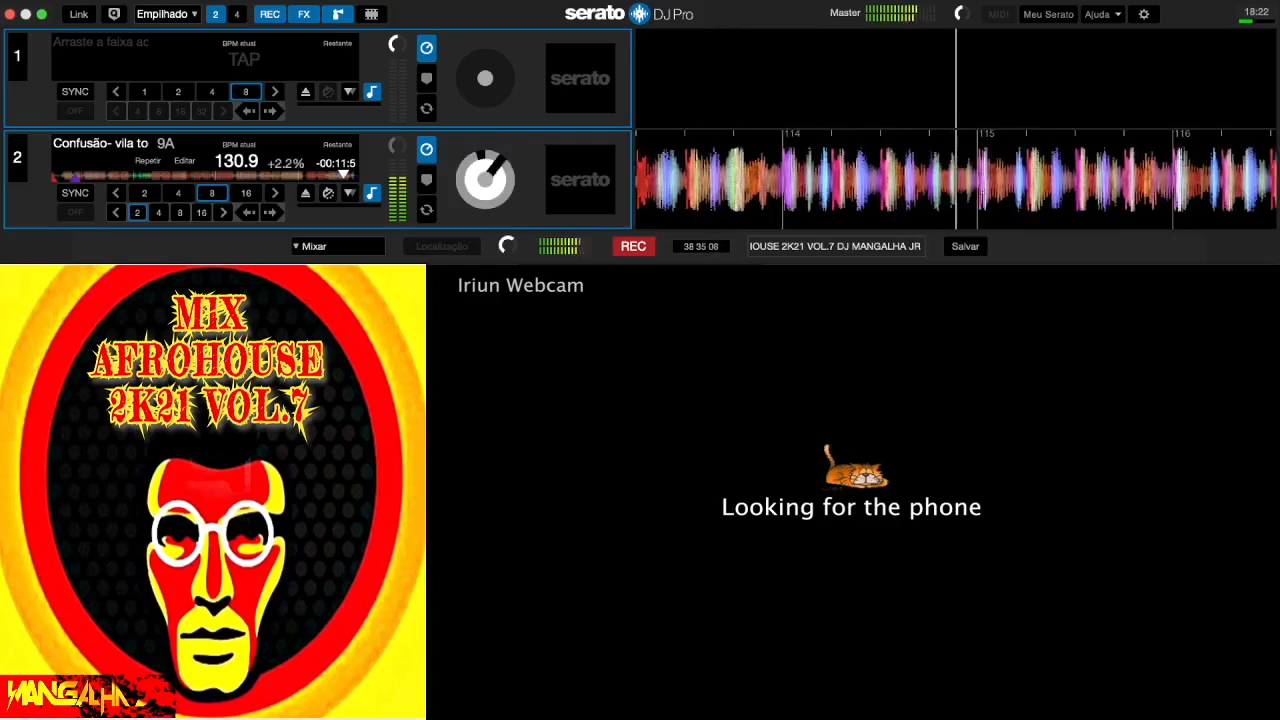 Link
Empilhado
2
4
REC
FX
serato DJ Pro
Master
MIDI
Meu Serato
Ajuda
18:22
1
Arraste a faixa ac
BPM atual
Restante
TAP
serato
SYNC
1
2
4
8
OFF
4
8
16
32
2
Confusão- vila to
9A
BPM atual
Restante
Repetir
Editar
130.9
+2.2%
-00:11:5
serato
SYNC
2
4
8
16
OFF
2
4
8
16
114
115
116
Mixar
Localização
REC
38 35 08
IOUSE 2K21 VOL.7 DJ MANGALHA JR
Salvar
MIX
AFROHOUSE
2K21 VOL.7
MANGALHA
Iriun Webcam
Looking for the phone